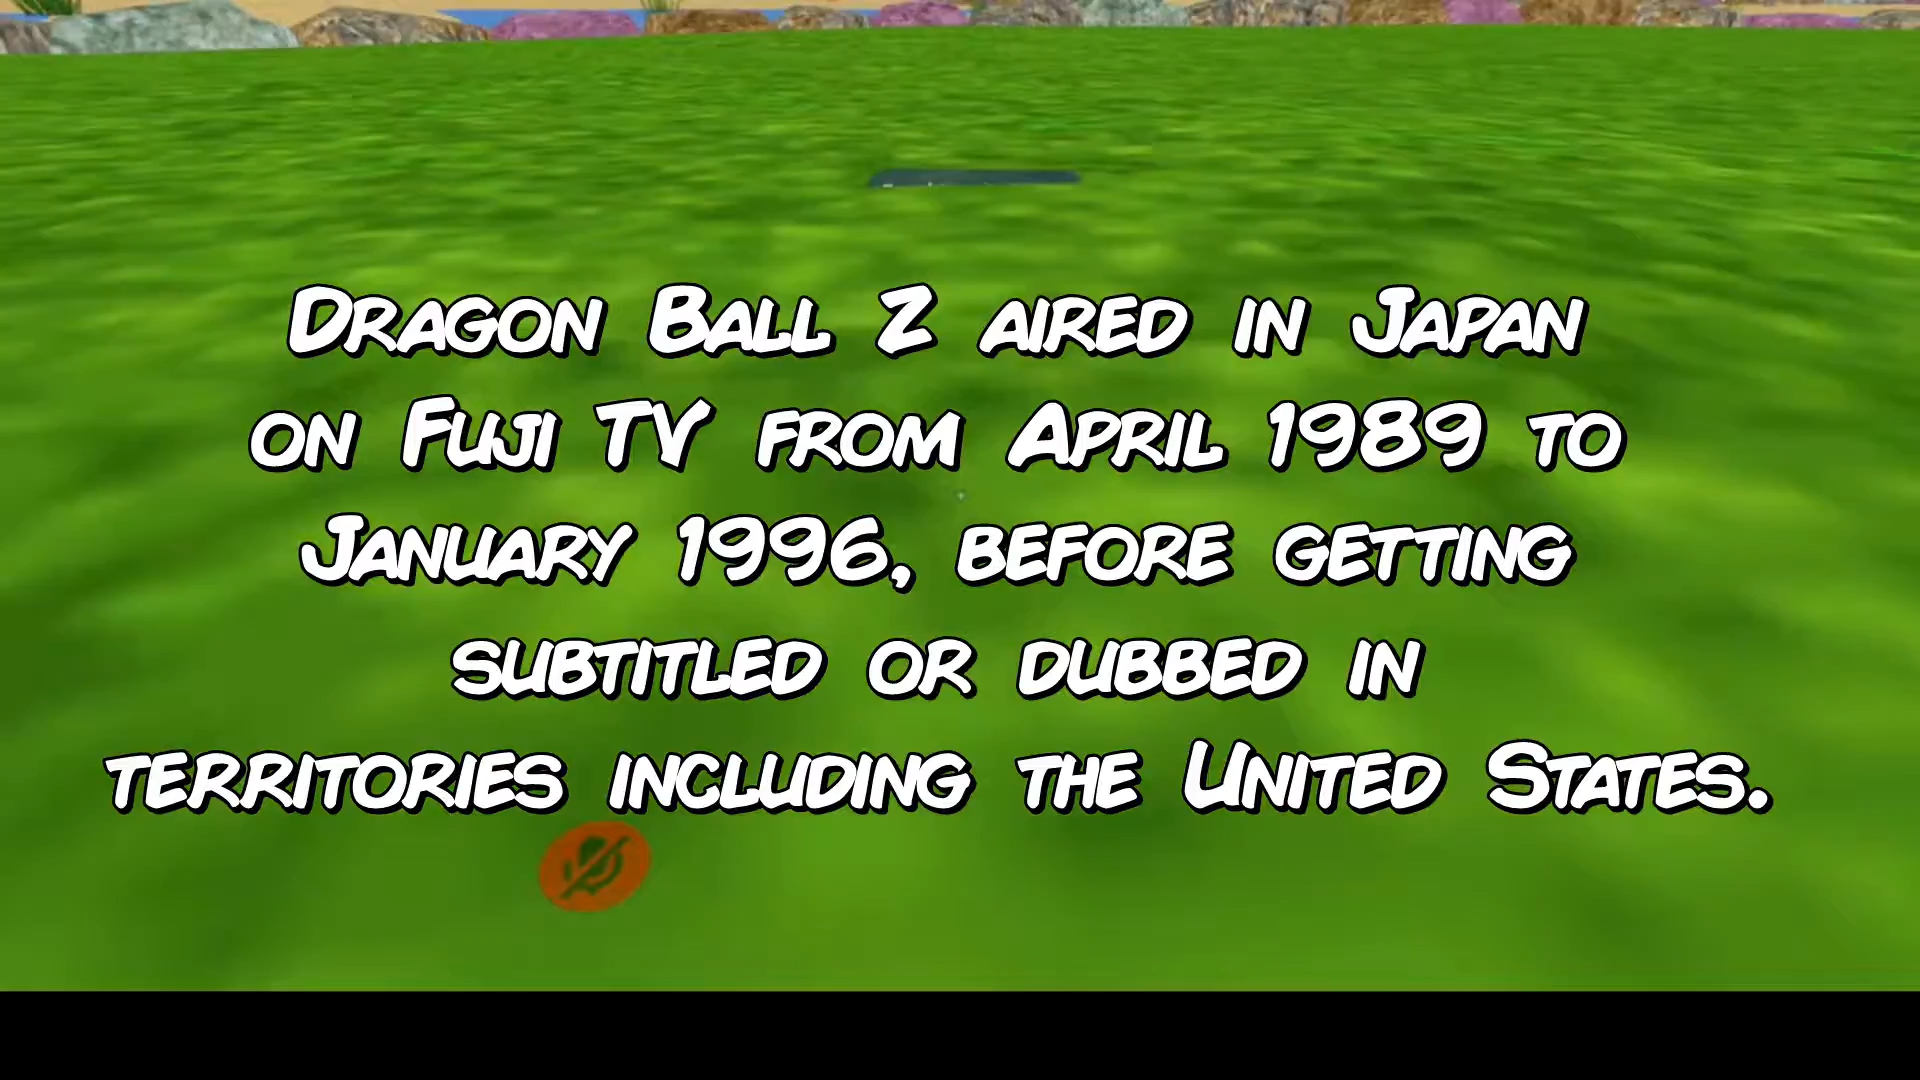 Dragon Ball Z aired in Japan
on Fuji TV from April 1989 to
January 1996, before getting
subtitled or dubbed in
territories including the United States.